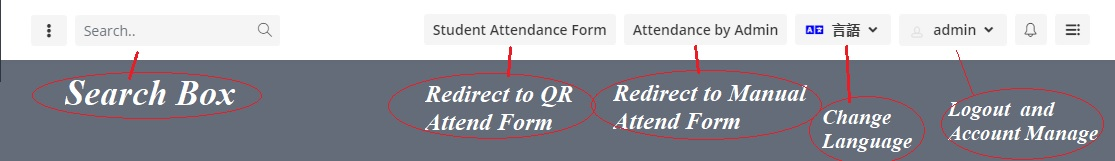 Search..
Student Attendance Form
Attendance by Admin
言語
admin
Search Box
Redirect to QR
Attend Form
Redirect to Manual
Attend Form
Change
Language
Logout and
Account Manage